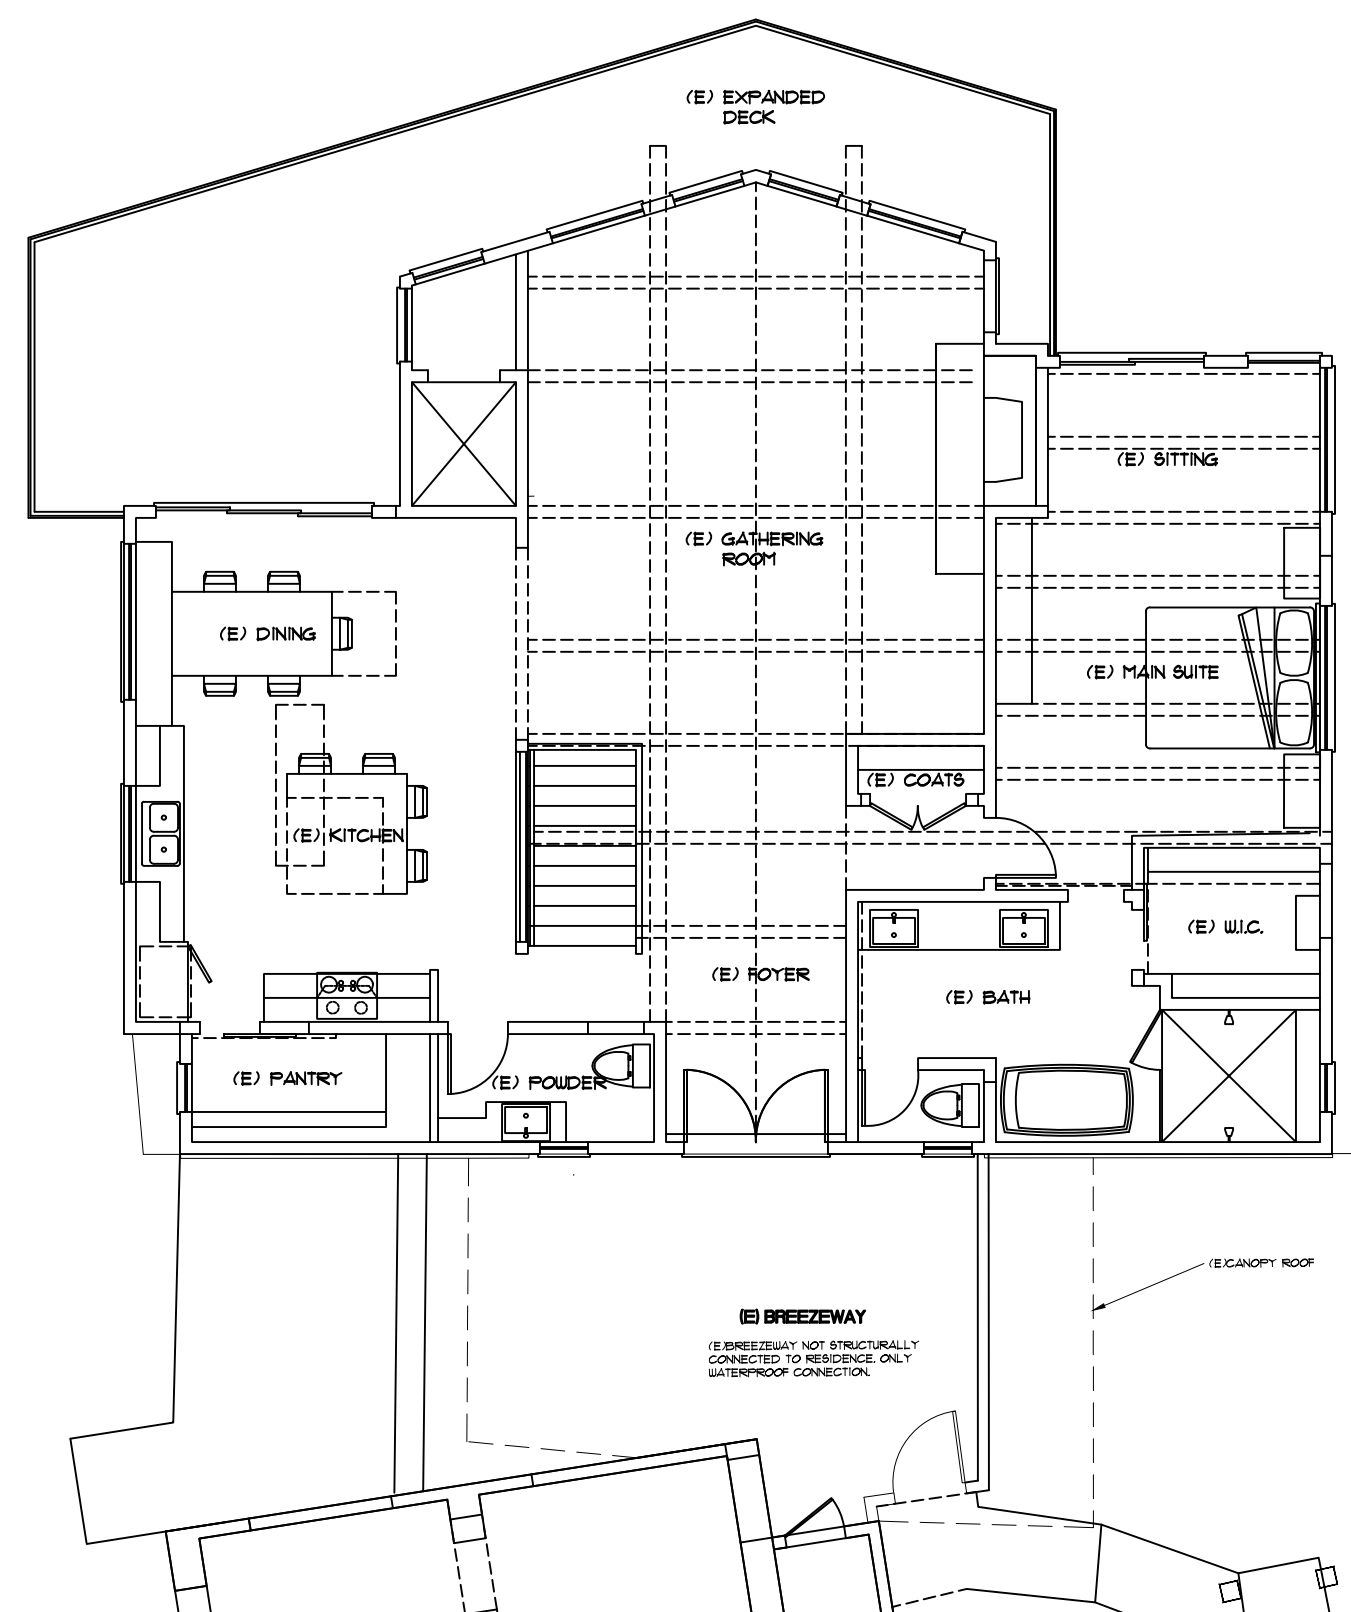 (E) EXPANDED
DECK
(E) SITTING
(E) GATHERING
ROOM
(E) DINING
(E) MAIN SUITE
(E) COATS
(E) KITCHEN
(E) W.I.C.
(E) FOYER
(E) BATH
(E) PANTRY
(E) POWDER
(E)CANOPY ROOF
(E) BREEZEWAY
(E)BREEZEWAY NOT STRUCTURALLY
CONNECTED TO RESIDENCE. ONLY
WATERPROOF CONNECTION.